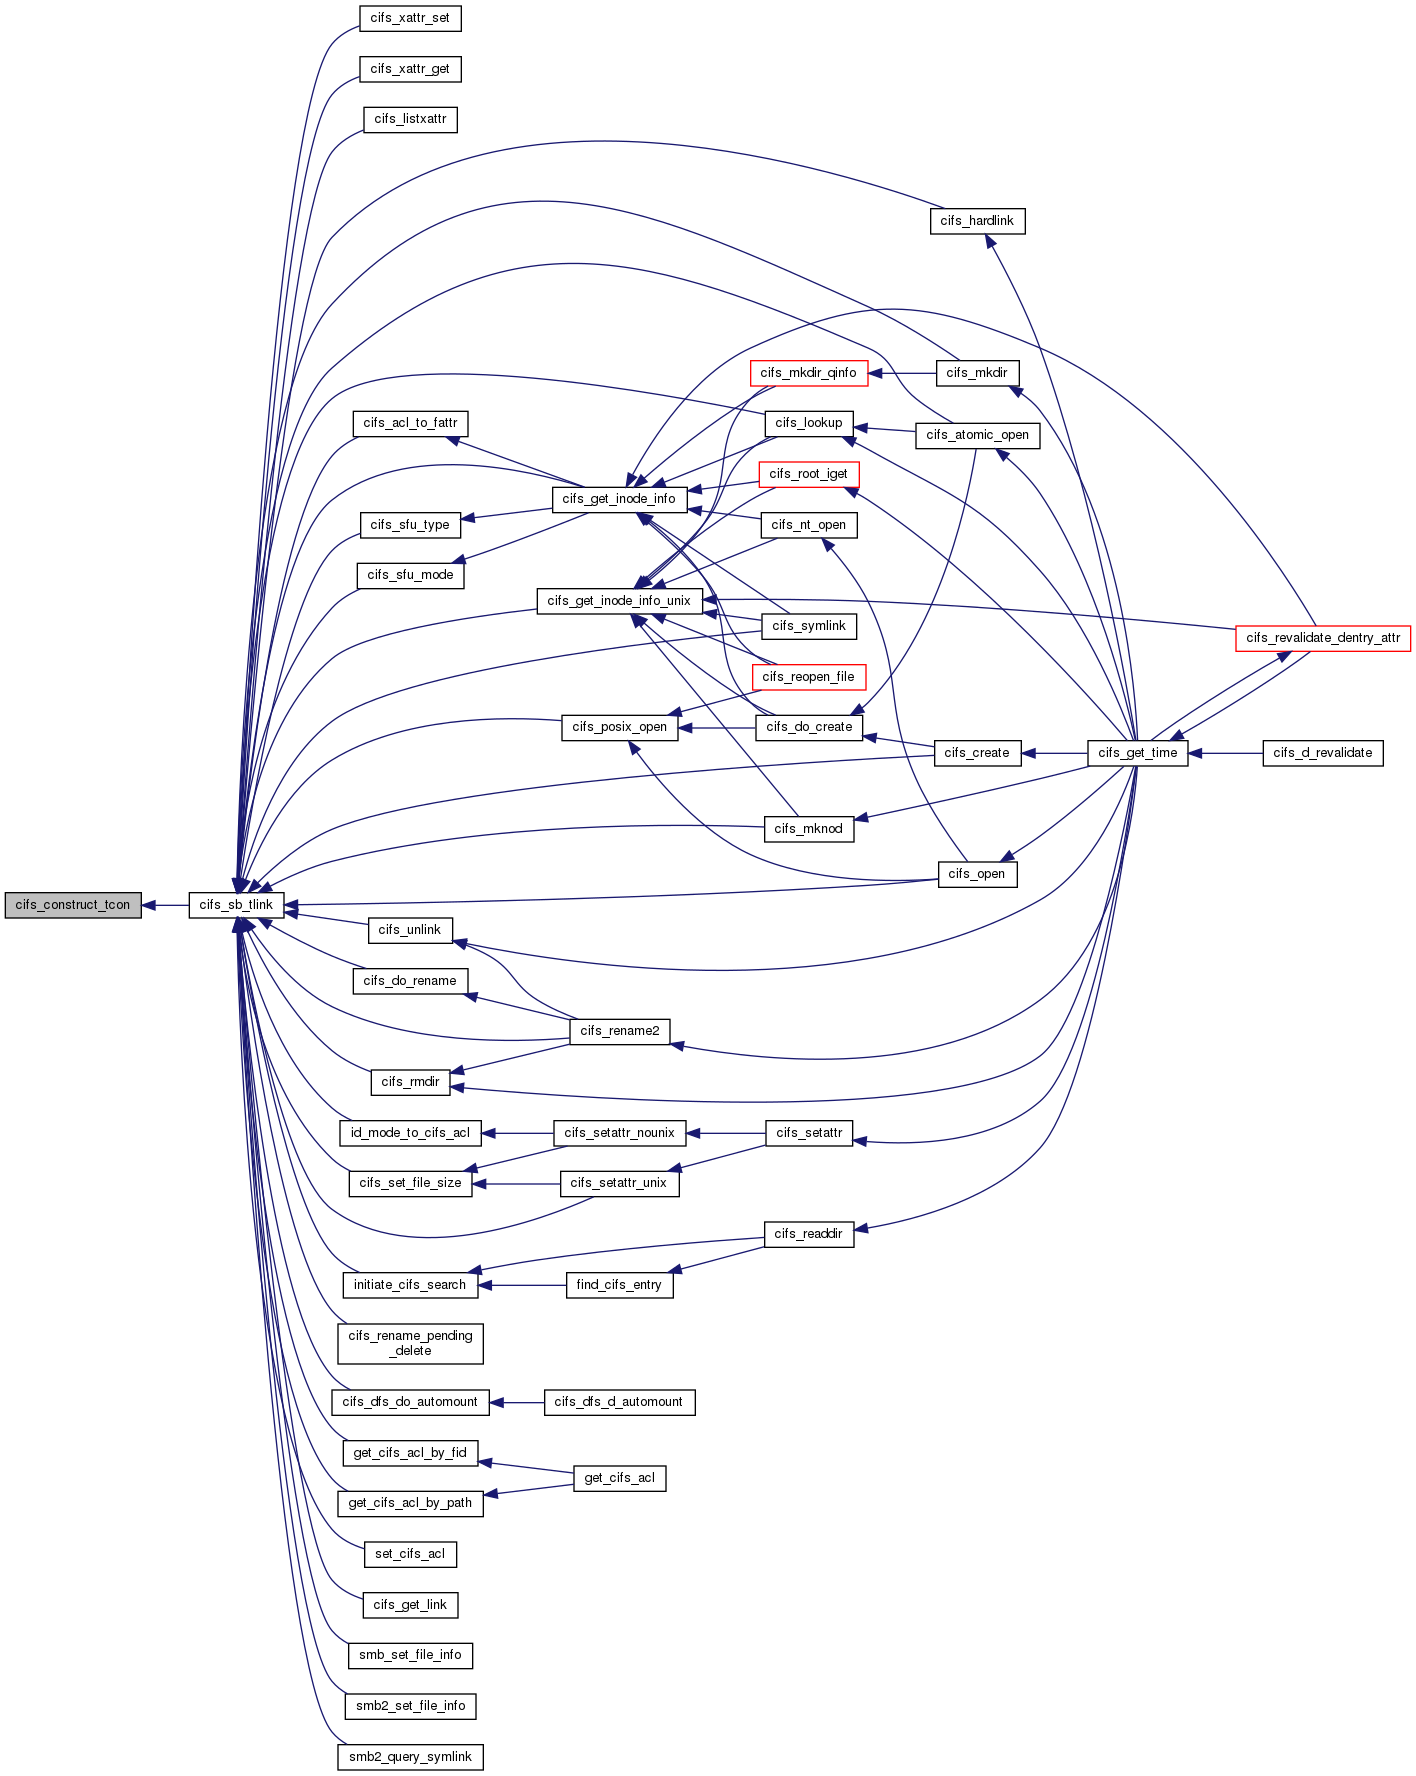 cifs_xattr_set
cifs_xattr_get
cifs_listxattr
cifs_hardlink
cifs_mkdir_qinfo
cifs_mkdir
cifs_acl_to_fattr
cifs_lookup
cifs_atomic_open
cifs_root_iget
cifs_get_inode_info
cifs_sfu_type
cifs_nt_open
cifs_sfu_mode
cifs_get_inode_info_unix
cifs_symlink
cifs_revalidate_dentry_attr
cifs_reopen_file
cifs_posix_open
cifs_do_create
cifs_create
cifs_get_time
cifs_d_revalidate
cifs_mknod
cifs_open
cifs_construct_tcon
cifs_sb_tlink
cifs_unlink
cifs_do_rename
cifs_rename2
cifs_rmdir
id_mode_to_cifs_acl
cifs_setattr_nounix
cifs_setattr
cifs_set_file_size
cifs_setattr_unix
cifs_readdir
initiate_cifs_search
find_cifs_entry
cifs_rename_pending
_delete
cifs_dfs_do_automount
cifs_dfs_d_automount
get_cifs_acl_by_fid
get_cifs_acl
get_cifs_acl_by_path
set_cifs_acl
cifs_get_link
smb_set_file_info
smb2_set_file_info
smb2_query_symlink